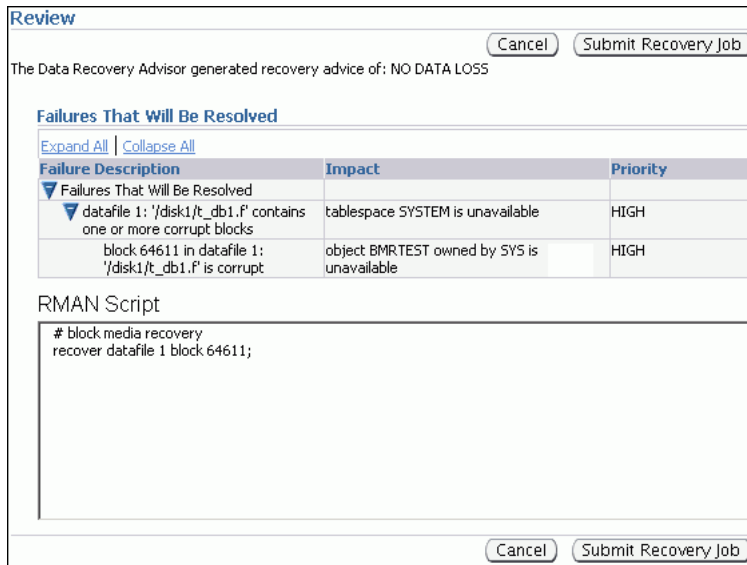 Review
Cancel Submit Recovery Job
The Data Recovery Advisor generated recovery advice of: NO DATA LOSS
Failures That Will Be Resolved
Expand All | Collapse All
Failure Description Impact Priority
Failures That Will Be Resolved
datafile 1: '/disk1/t_db1.f' contains
one or more corrupt blocks
tablespace SYSTEM is unavailable
HIGH
block 64611 in datafile 1:
'/disk1/t_db1.f' is corrupt
object BMRTEST owned by SYS is
unavailable
HIGH
RMAN Script
# block media recovery
recover datafile 1 block 64611;
Cancel Submit Recovery Job